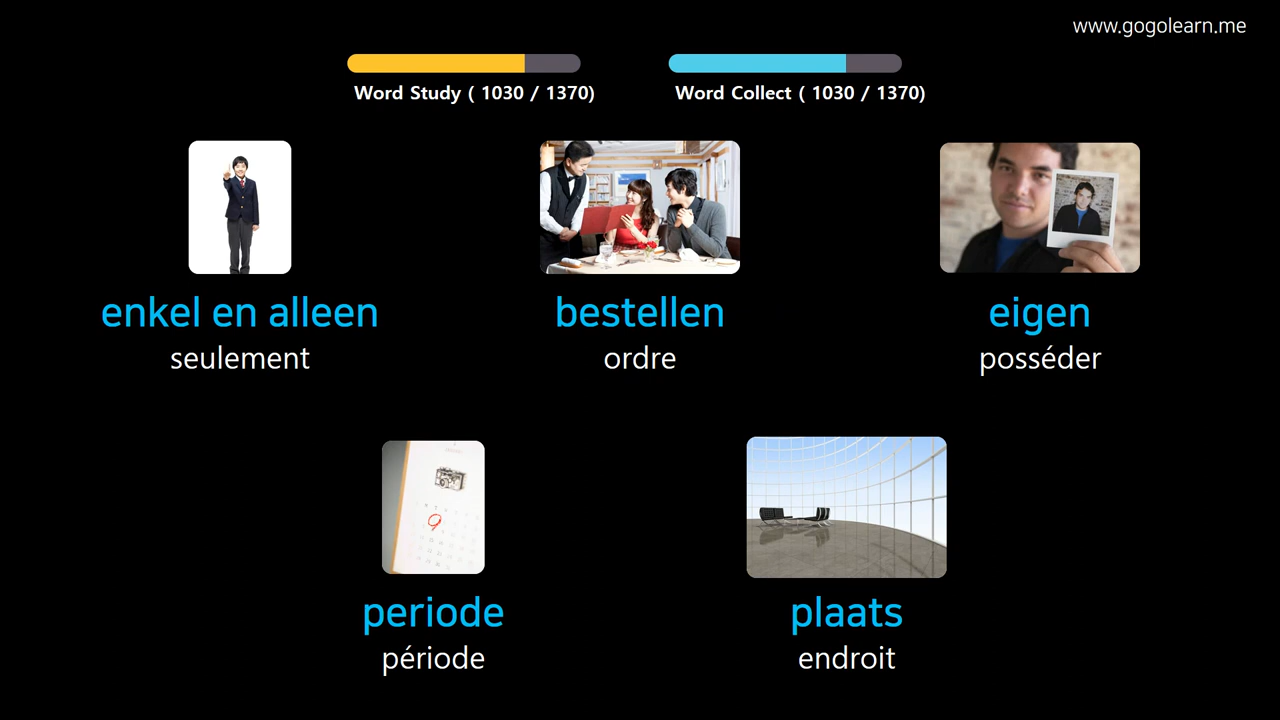 www.gogolearn.me
Word Study ( 1030 / 1370)
Word Collect ( 1030 / 1370)
enkel en alleen
seulement
bestellen
ordre
eigen
posséder
9
periode
période
plaats
endroit